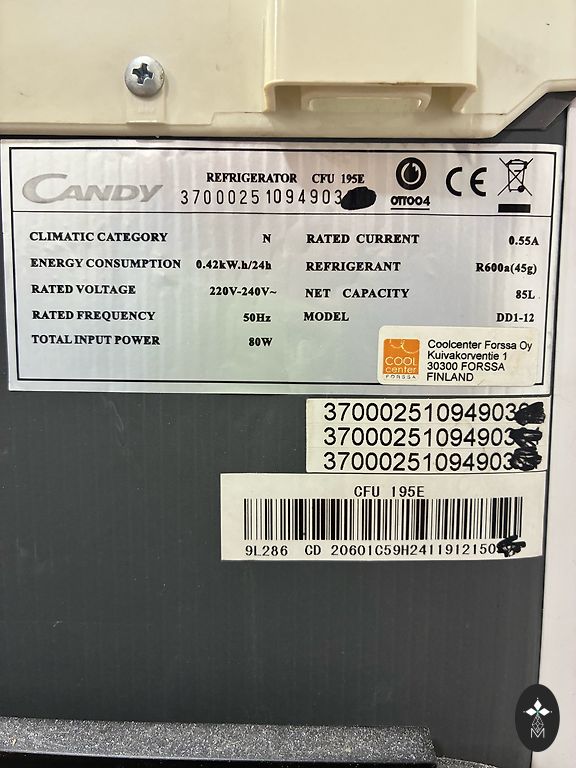 CANDY
REFRIGERATOR CFU 195E
37000251094903
OTTO04
CE
CLIMATIC CATEGORY N
ENERGY CONSUMPTION 0.42kW.h/24h
RATED VOLTAGE 220V-240V~
RATED FREQUENCY 50Hz
TOTAL INPUT POWER 80W
RATED CURRENT 0.55A
REFRIGERANT R600a(45g)
NET CAPACITY 85L
MODEL DD1-12
COOL
center
FORSSA
Coolcenter Forssa Oy
Kuivakorventie 1
30300 FORSSA
FINLAND
37000251094903
37000251094903
37000251094903
CFU 195E
9L286 CD 20601C59H2411912150
M